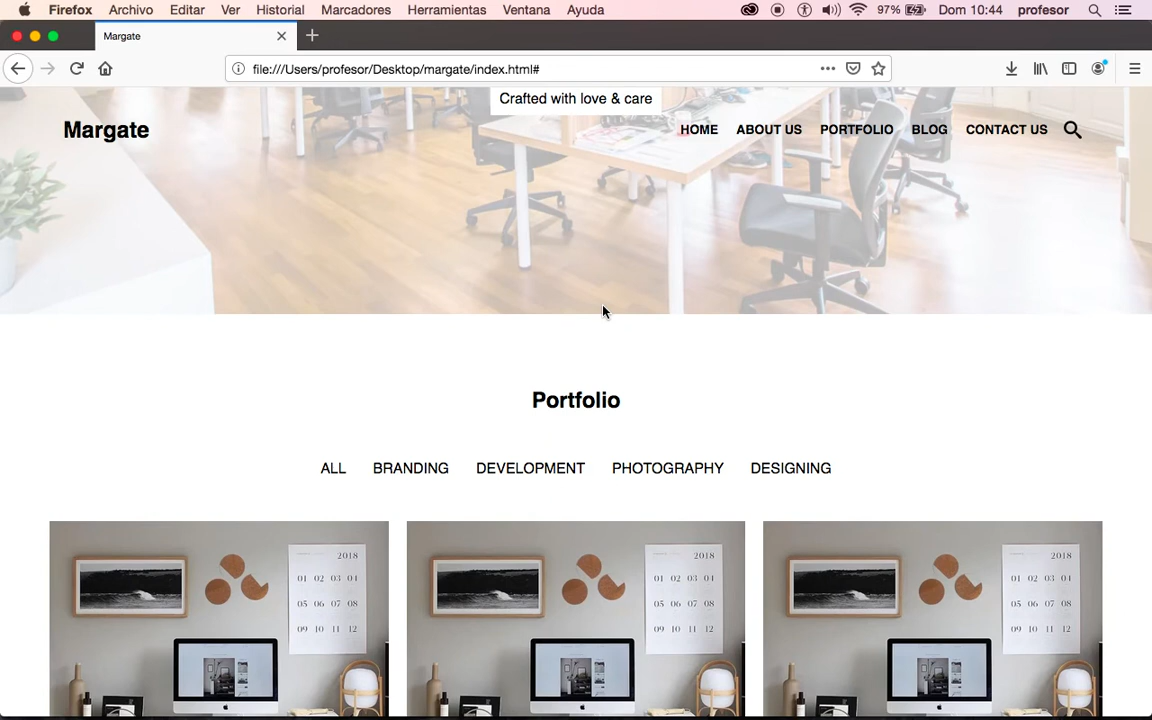 Firefox Archivo Editar Ver Historial Marcadores Herramientas Ventana Ayuda 97% Dom 10:44 profesor
Margate
file:///Users/profesor/Desktop/margate/index.html#
Crafted with love & care
Margate HOME ABOUT US PORTFOLIO BLOG CONTACT US
Portfolio
ALL BRANDING DEVELOPMENT PHOTOGRAPHY DESIGNING
2018 2018 2018
01 02 03 04 01 02 03 04 01 02 03 04
05 06 07 08 05 06 07 08 05 06 07 08
09 10 11 12 09 10 11 12 09 10 11 12